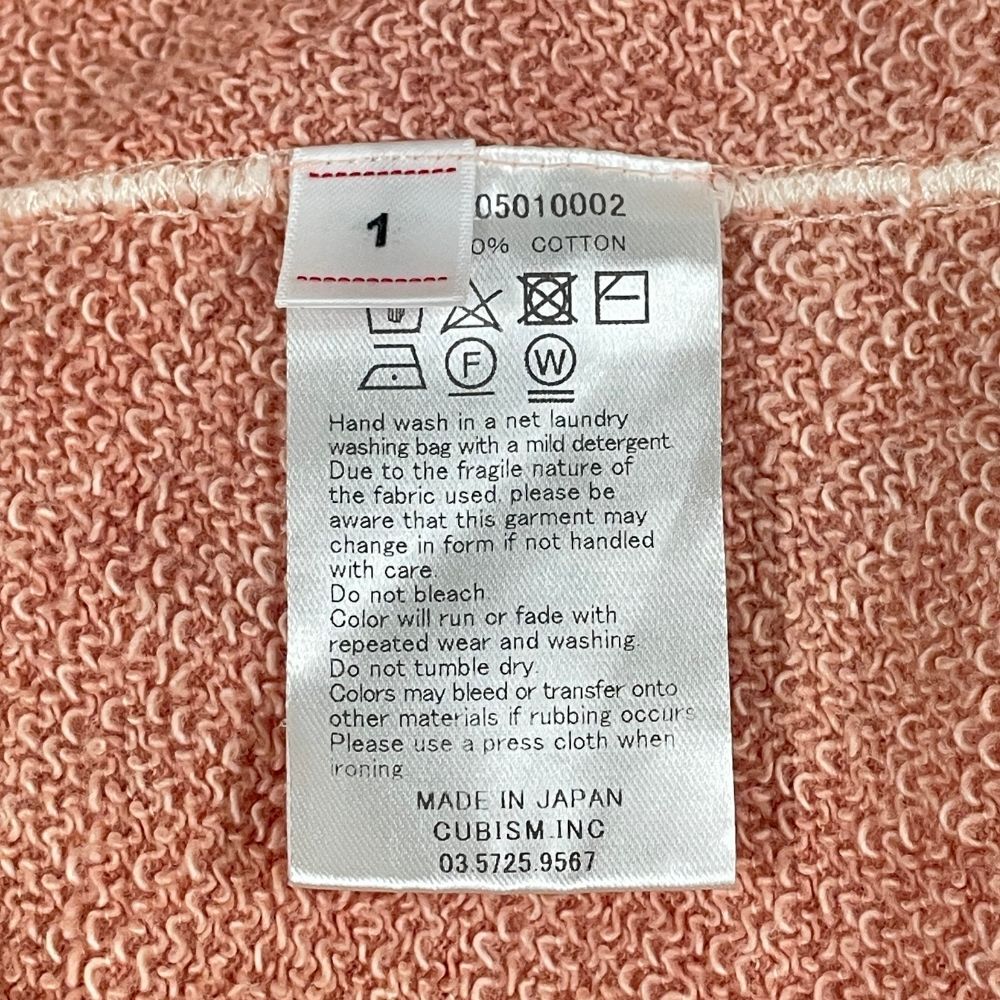 1
05010002
0% COTTON
F W
Hand wash in a net laundry
washing bag with a mild detergent
Due to the fragile nature of
the fabric used, please be
aware that this garment may
change in form if not handled
with care.
Do not bleach
Color will run or fade with
repeated wear and washing.
Do not tumble dry.
Colors may bleed or transfer onto
other materials if rubbing occurs
Please use a press cloth when
ironing
MADE IN JAPAN
CUBISM.INC
03.5725.9567